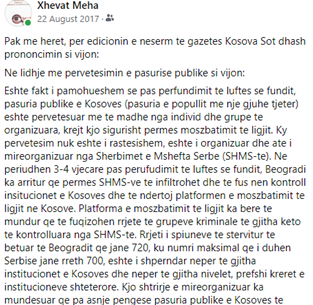 Xhevat Meha
22 August 2017 ·
Pak me heret, per edicionin e neserm te gazetes Kosova Sot dhash
prononcimin si vijon:
Ne lidhje me pervetesimin e pasurise publike si vijon:
Eshte fakt i pamohueshem se pas perfundimit te luftes se fundit,
pasuria publike e Kosoves (pasuria e popullit me nje gjuhe tjeter)
eshte pervetesuar me te madhe nga individ dhe grupe te
organizuara, krejt kjo sigurisht permes moszbatimit te ligjit. Ky
pervetesim nuk eshte i rastesishem, eshte i organizuar dhe ate i
mireorganizuar nga Sherbimet e Mshefta Serbe (SHMS-te). Ne
periudhen 3-4 vjecare pas perufudimit te luftes se fundit, Beogradi
ka arritur qe permes SHMS-ve te infiltrohet dhe te fus nen kontroll
insitucionet e Kosoves dhe te ndertoj platformen e moszbatimit te
ligjit ne Kosove. Platforma e moszbatimit te ligjit ka bere te
mundur qe te fuqizohen rrjete te grupeve kriminale te gjitha keto
te kontrolluara nga SHMS-te. Rrjeti i spiuneve te stervitur te
betuar te Beogradit qe jane 720, ku numri maksimal qe i duhen
Serbise jane rreth 700, eshte i shperndar neper te gjitha
institucionet e Kosoves dhe neper te gjitha nivelet, prefshi kreret e
institucioneve shteterore. Kjo shtrirje e mireorganizuar ka
mundesuar qe pa asnje pengese pasuria publike e Kosoves te